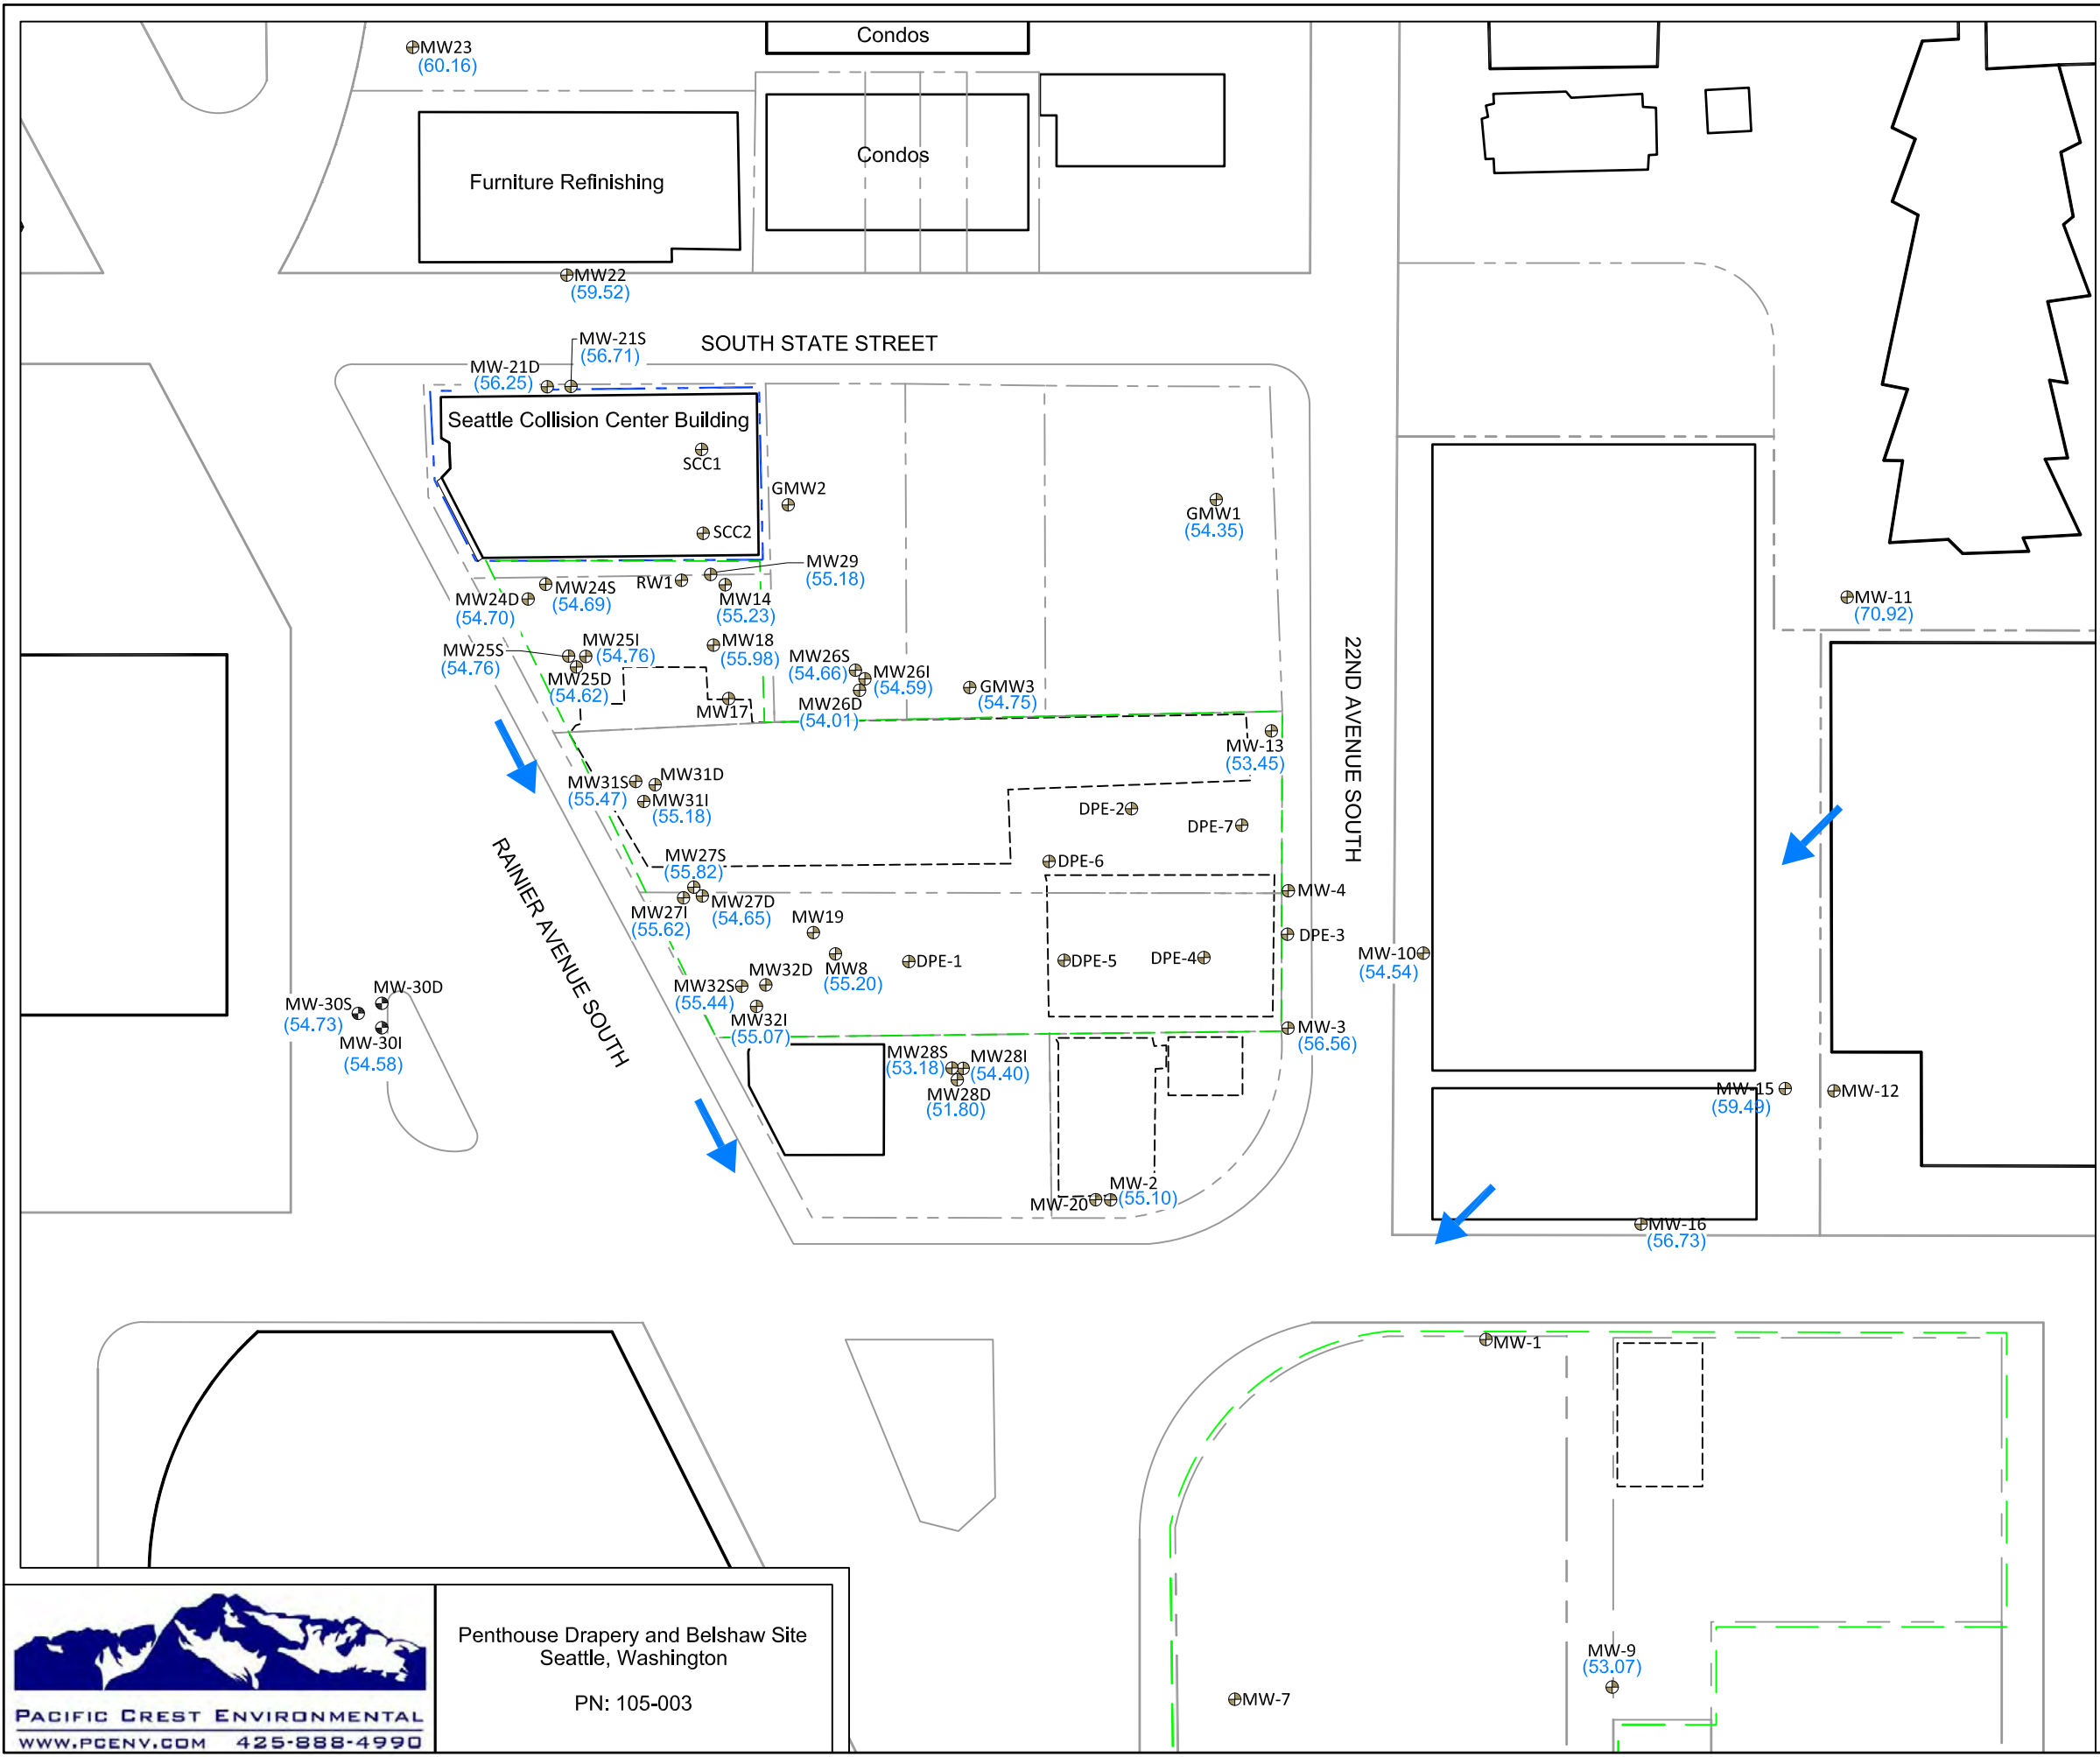 MW23
(60.16)
Condos
Condos
Furniture Refinishing
MW22
(59.52)
SOUTH STATE STREET
MW-21S
(56.71)
MW-21D
(56.25)
Seattle Collision Center Building
SCC1
GMW2
SCC2
GMW1
(54.35)
MW29
(55.18)
RW1
MW14
(55.23)
MW24S
(54.69)
MW24D
(54.70)
MW-11
(70.92)
MW25I
(54.76)
MW25S
(54.76)
MW25D
(54.62)
MW18
(55.98)
MW17
MW26S
(54.66)
MW26I
(54.59)
MW26D
(54.01)
GMW3
(54.75)
22ND AVENUE SOUTH
MW-13
(53.45)
MW31S
(55.47)
MW31D
MW31I
(55.18)
DPE-2
DPE-7
DPE-6
RAINIER AVENUE SOUTH
MW27S
(55.82)
MW27I
(55.62)
MW27D
(54.65)
MW-4
MW19
DPE-3
MW8
(55.20)
DPE-1
DPE-5
DPE-4
MW-10
(54.54)
MW32S
(55.44)
MW32D
MW32I
(55.07)
MW-30D
MW-30S
(54.73)
MW-30I
(54.58)
MW-3
(56.56)
MW28S
(53.18)
MW28I
(54.40)
MW28D
(51.80)
MW-15
(59.49)
MW-12
MW-2
(55.10)
MW-20
MW-16
(56.73)
MW-1
MW-9
(53.07)
MW-7
PACIFIC CREST ENVIRONMENTAL
WWW.PCENV.COM 425-888-4990
Penthouse Drapery and Belshaw Site
Seattle, Washington
PN: 105-003